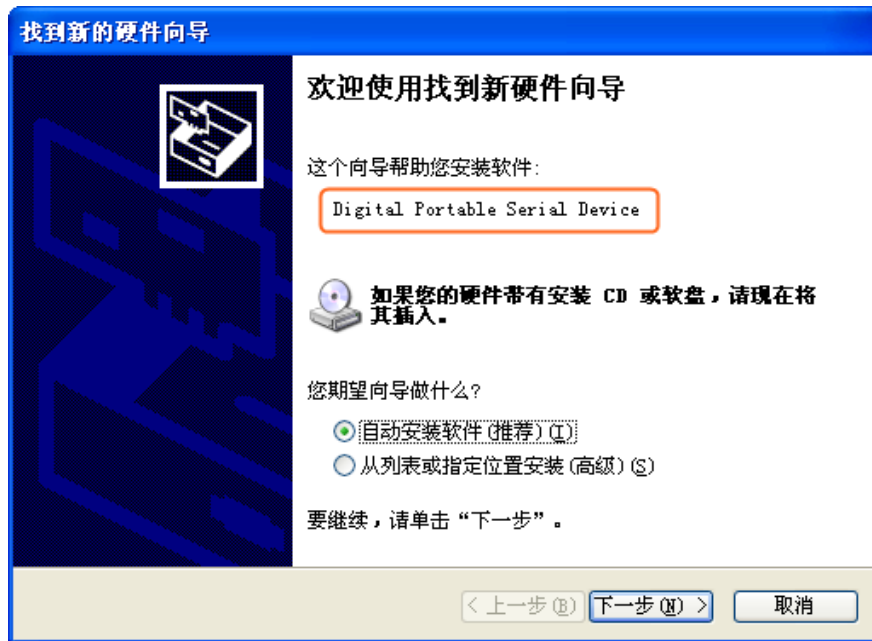 找到新的硬件向导
欢迎使用找到新硬件向导
这个向导帮助您安装软件:
Digital Portable Serial Device
如果您的硬件带有安装 CD 或软盘，请现在将
其插入。
您期望向导做什么?
自动安装软件(推荐)(I)
从列表或指定位置安装(高级)(S)
要继续，请单击“下一步”。
< 上一步(B) 下一步(N) > 取消